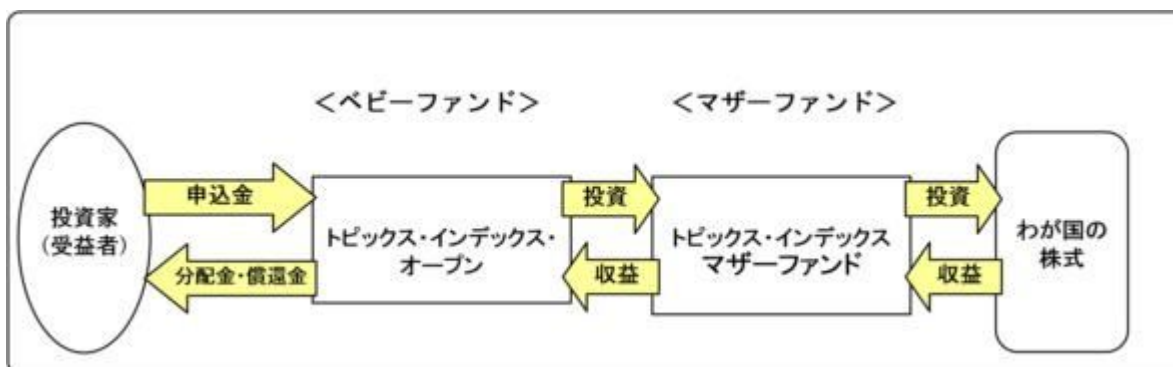 ＜ベビーファンド＞
＜マザーファンド＞
申込金
投資
投資
投資家
（受益者）
トピックス・インデックス・
オープン
トピックス・インデックス
マザーファンド
わが国の
株式
分配金・償還金
収益
収益